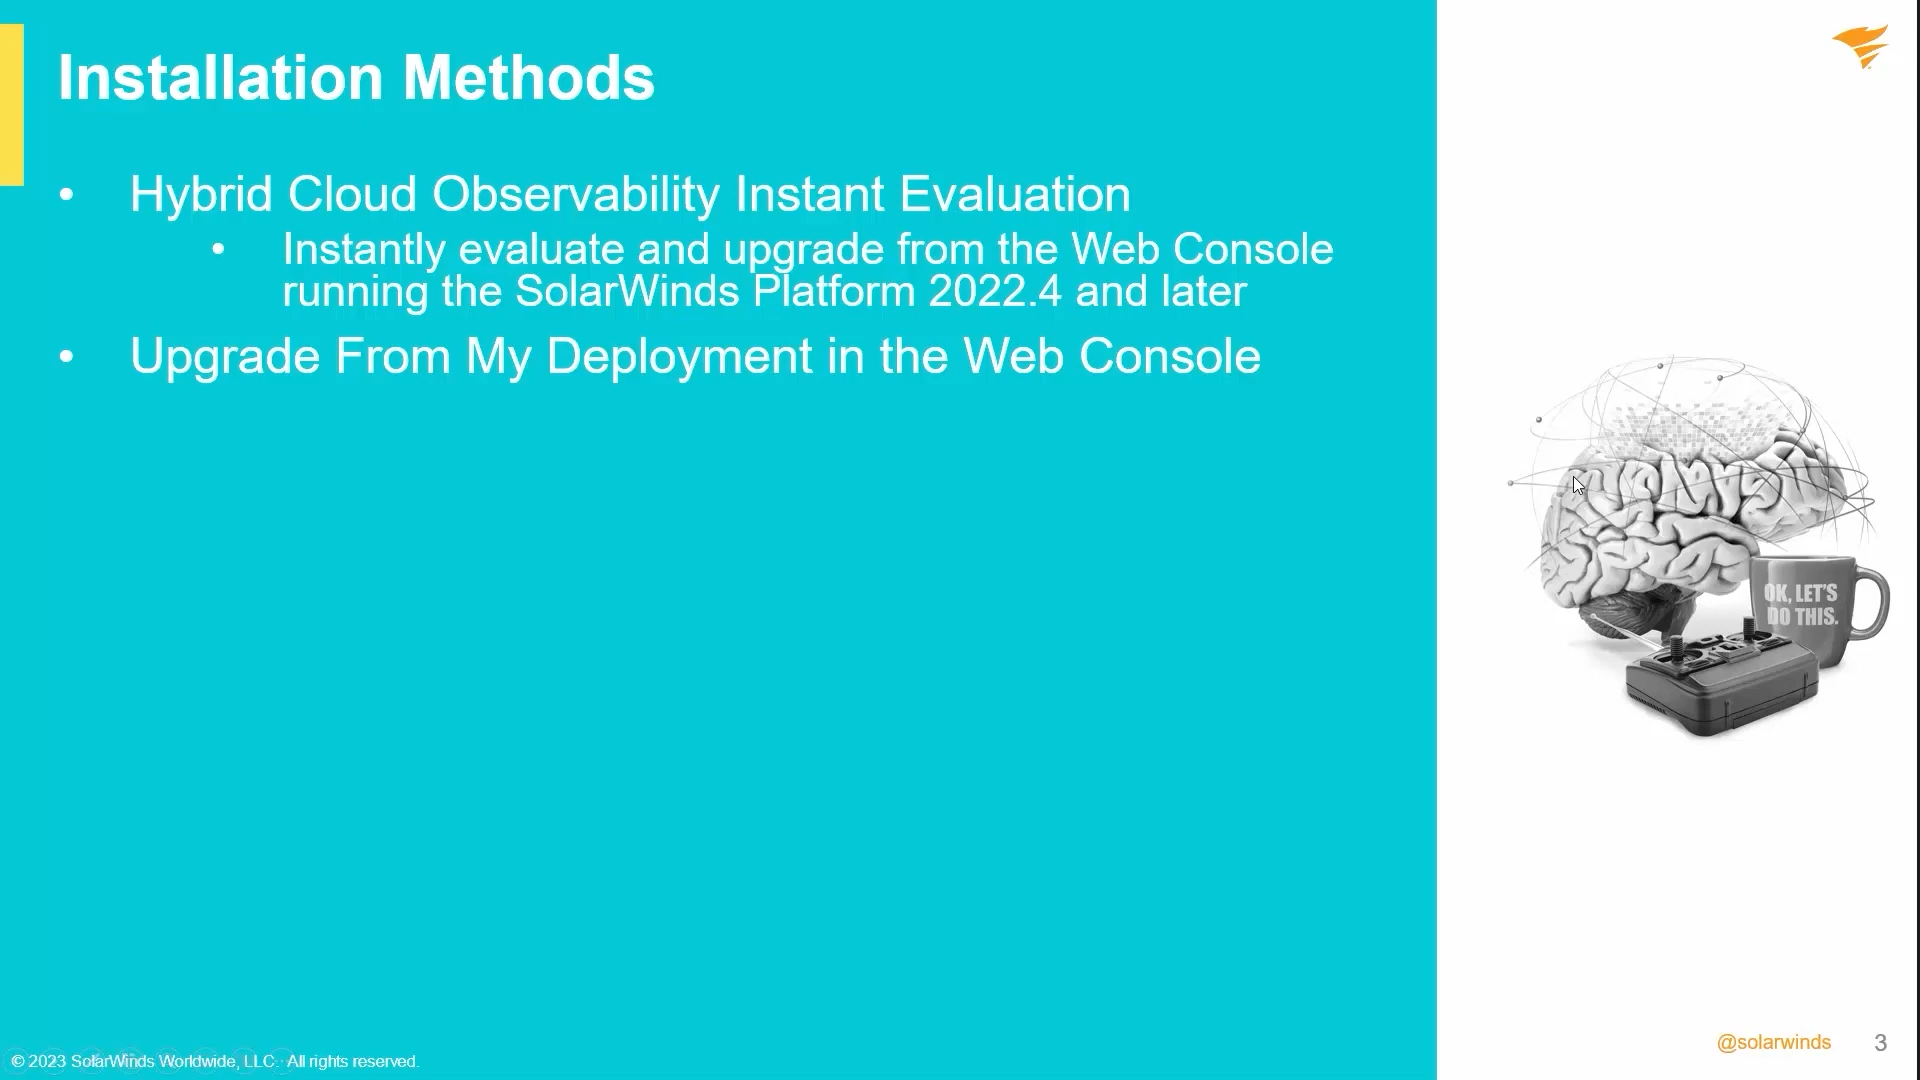 Installation Methods
• Hybrid Cloud Observability Instant Evaluation
• Instantly evaluate and upgrade from the Web Console
running the SolarWinds Platform 2022.4 and later
• Upgrade From My Deployment in the Web Console
OK, LET'S
DO THIS.
@solarwinds 3
© 2023 SolarWinds Worldwide, LLC. All rights reserved.